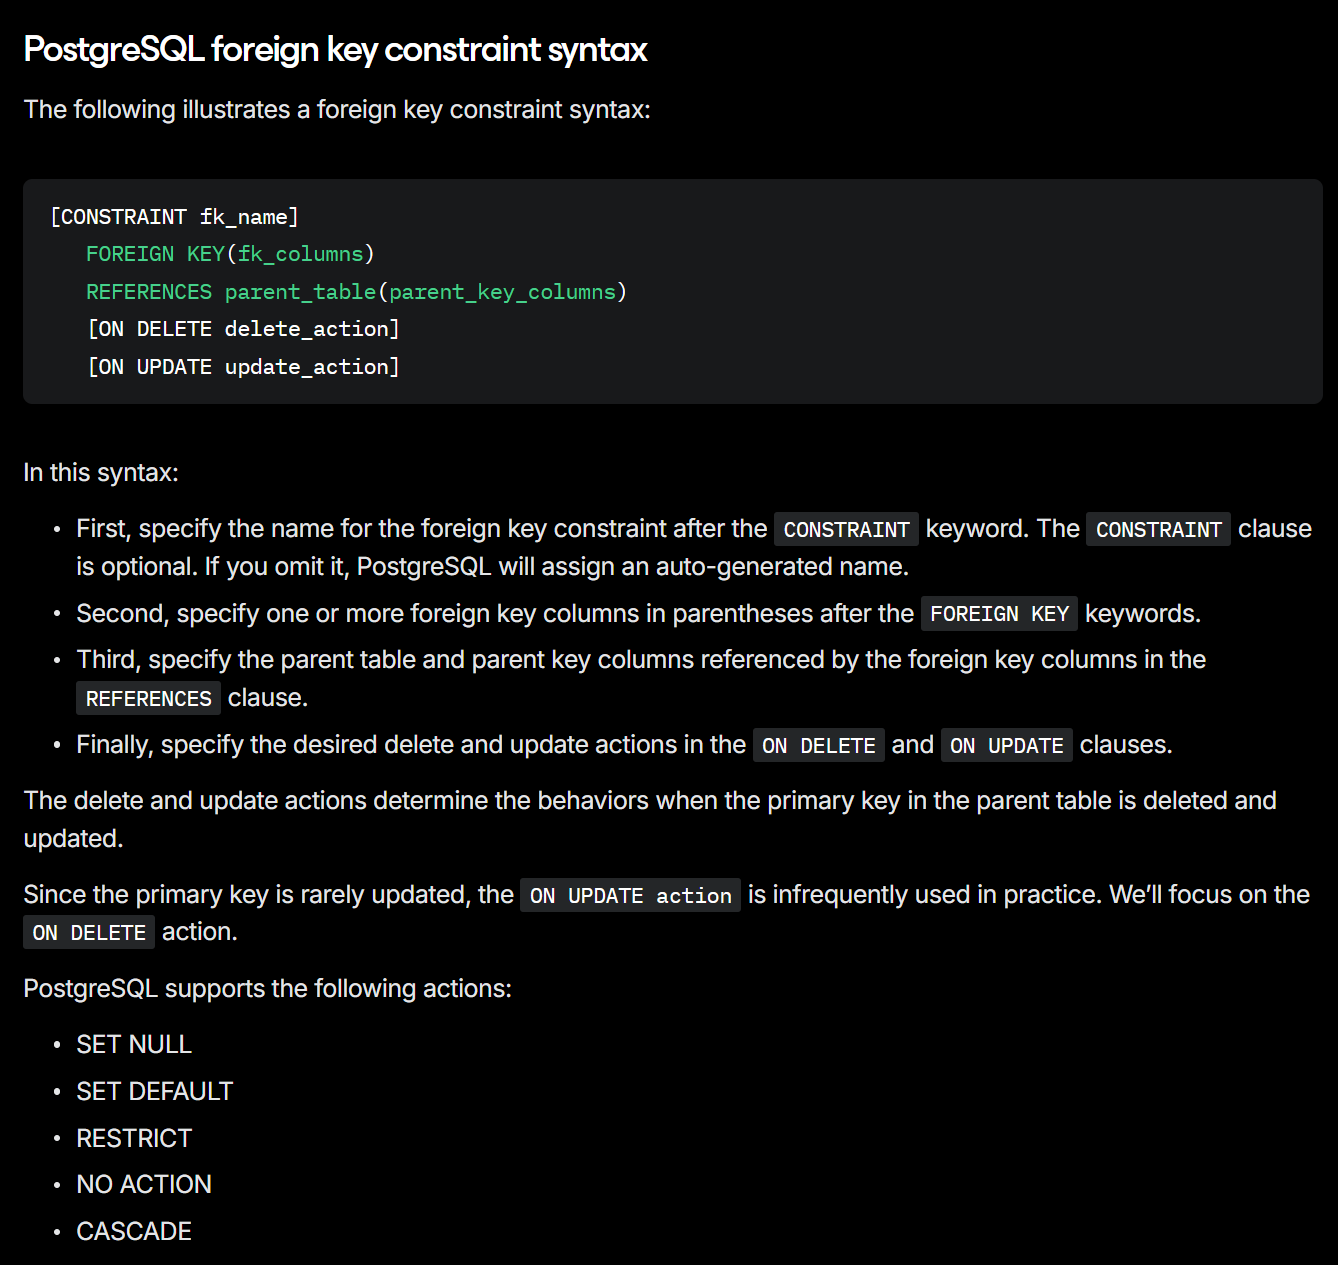 PostgreSQL foreign key constraint syntax
The following illustrates a foreign key constraint syntax:
[CONSTRAINT fk_name]
FOREIGN KEY(fk_columns)
REFERENCES parent_table(parent_key_columns)
[ON DELETE delete_action]
[ON UPDATE update_action]
In this syntax:
• First, specify the name for the foreign key constraint after the CONSTRAINT keyword. The CONSTRAINT clause
is optional. If you omit it, PostgreSQL will assign an auto-generated name.
• Second, specify one or more foreign key columns in parentheses after the FOREIGN KEY keywords.
• Third, specify the parent table and parent key columns referenced by the foreign key columns in the
REFERENCES clause.
• Finally, specify the desired delete and update actions in the ON DELETE and ON UPDATE clauses.
The delete and update actions determine the behaviors when the primary key in the parent table is deleted and
updated.
Since the primary key is rarely updated, the ON UPDATE action is infrequently used in practice. We’ll focus on the
ON DELETE action.
PostgreSQL supports the following actions:
• SET NULL
• SET DEFAULT
• RESTRICT
• NO ACTION
• CASCADE